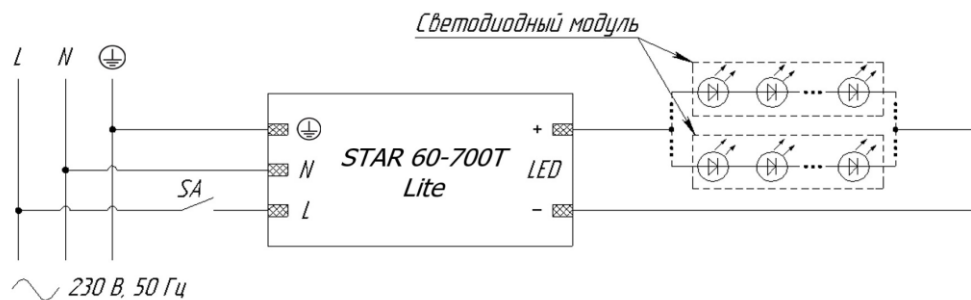 Светодиодный модуль
L N
+
STAR 60-700T
Lite
N
LED
SA
L
−
230 В, 50 Гц